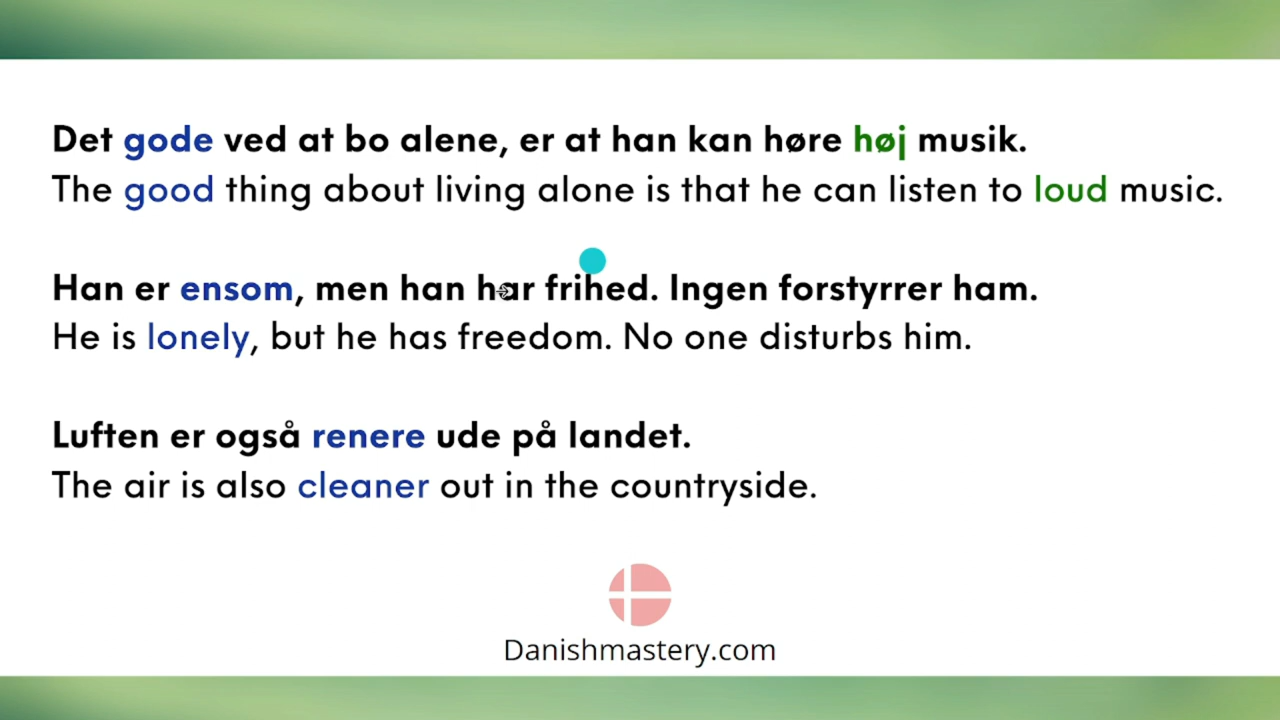 Det gode ved at bo alene, er at han kan høre høj musik.
The good thing about living alone is that he can listen to loud music.
Han er ensom, men han har frihed. Ingen forstyrrer ham.
He is lonely, but he has freedom. No one disturbs him.
Luften er også renere ude på landet.
The air is also cleaner out in the countryside.
Danishmastery.com